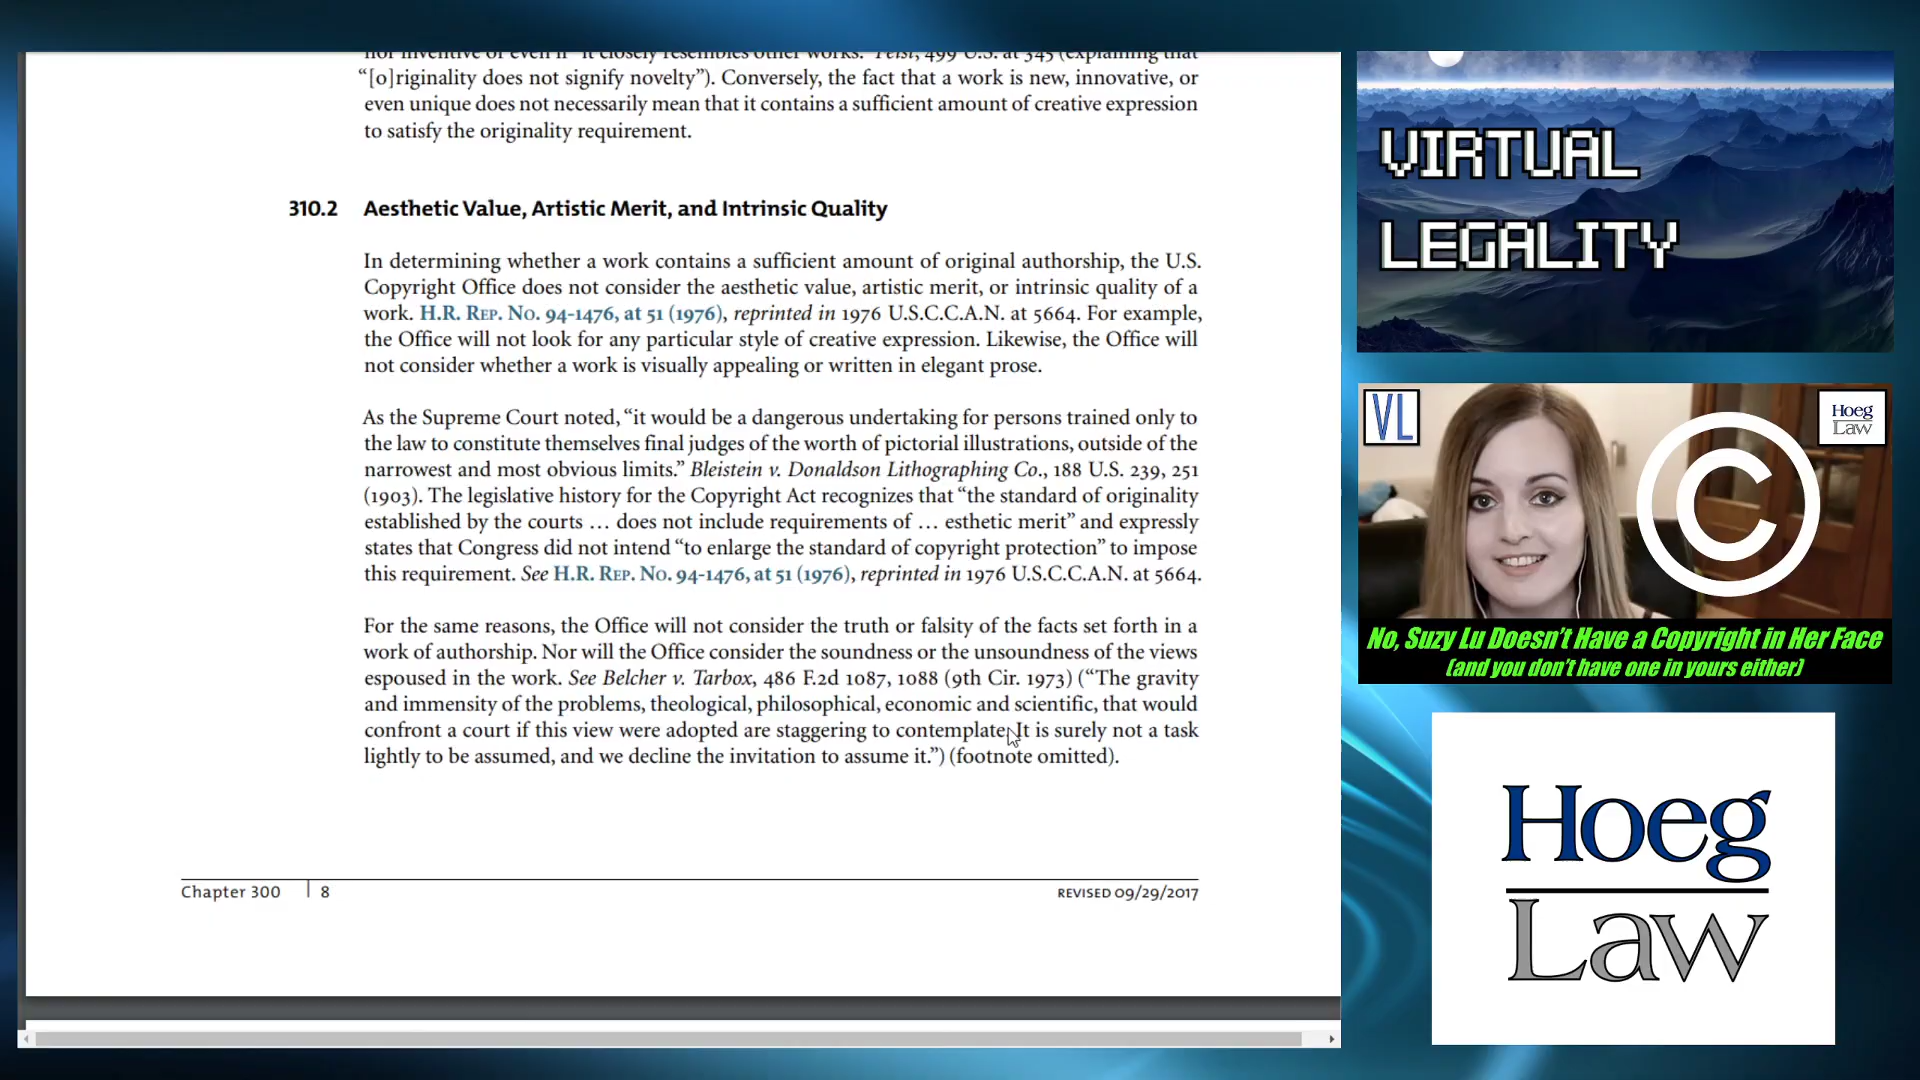 nor inventive or even if “it closely resembles other works.” Feist, 499 U.S. at 345 (explaining that
“[o]riginality does not signify novelty”). Conversely, the fact that a work is new, innovative, or
even unique does not necessarily mean that it contains a sufficient amount of creative expression
to satisfy the originality requirement.
310.2 Aesthetic Value, Artistic Merit, and Intrinsic Quality
In determining whether a work contains a sufficient amount of original authorship, the U.S.
Copyright Office does not consider the aesthetic value, artistic merit, or intrinsic quality of a
work. H.R. REP. NO. 94-1476, at 51 (1976), reprinted in 1976 U.S.C.C.A.N. at 5664. For example,
the Office will not look for any particular style of creative expression. Likewise, the Office will
not consider whether a work is visually appealing or written in elegant prose.
As the Supreme Court noted, “it would be a dangerous undertaking for persons trained only to
the law to constitute themselves final judges of the worth of pictorial illustrations, outside of the
narrowest and most obvious limits.” Bleistein v. Donaldson Lithographing Co., 188 U.S. 239, 251
(1903). The legislative history for the Copyright Act recognizes that “the standard of originality
established by the courts … does not include requirements of … esthetic merit” and expressly
states that Congress did not intend “to enlarge the standard of copyright protection” to impose
this requirement. See H.R. REP. NO. 94-1476, at 51 (1976), reprinted in 1976 U.S.C.C.A.N. at 5664.
For the same reasons, the Office will not consider the truth or falsity of the facts set forth in a
work of authorship. Nor will the Office consider the soundness or the unsoundness of the views
espoused in the work. See Belcher v. Tarbox, 486 F.2d 1087, 1088 (9th Cir. 1973) (“The gravity
and immensity of the problems, theological, philosophical, economic and scientific, that would
confront a court if this view were adopted are staggering to contemplate. It is surely not a task
lightly to be assumed, and we decline the invitation to assume it.”) (footnote omitted).
Chapter 300 | 8
REVISED 09/29/2017
VIRTUAL
LEGALITY
VL
Hoeg
Law
©
No, Suzy Lu Doesn't Have a Copyright in Her Face
(and you don't have one in yours either)
Hoeg
Law